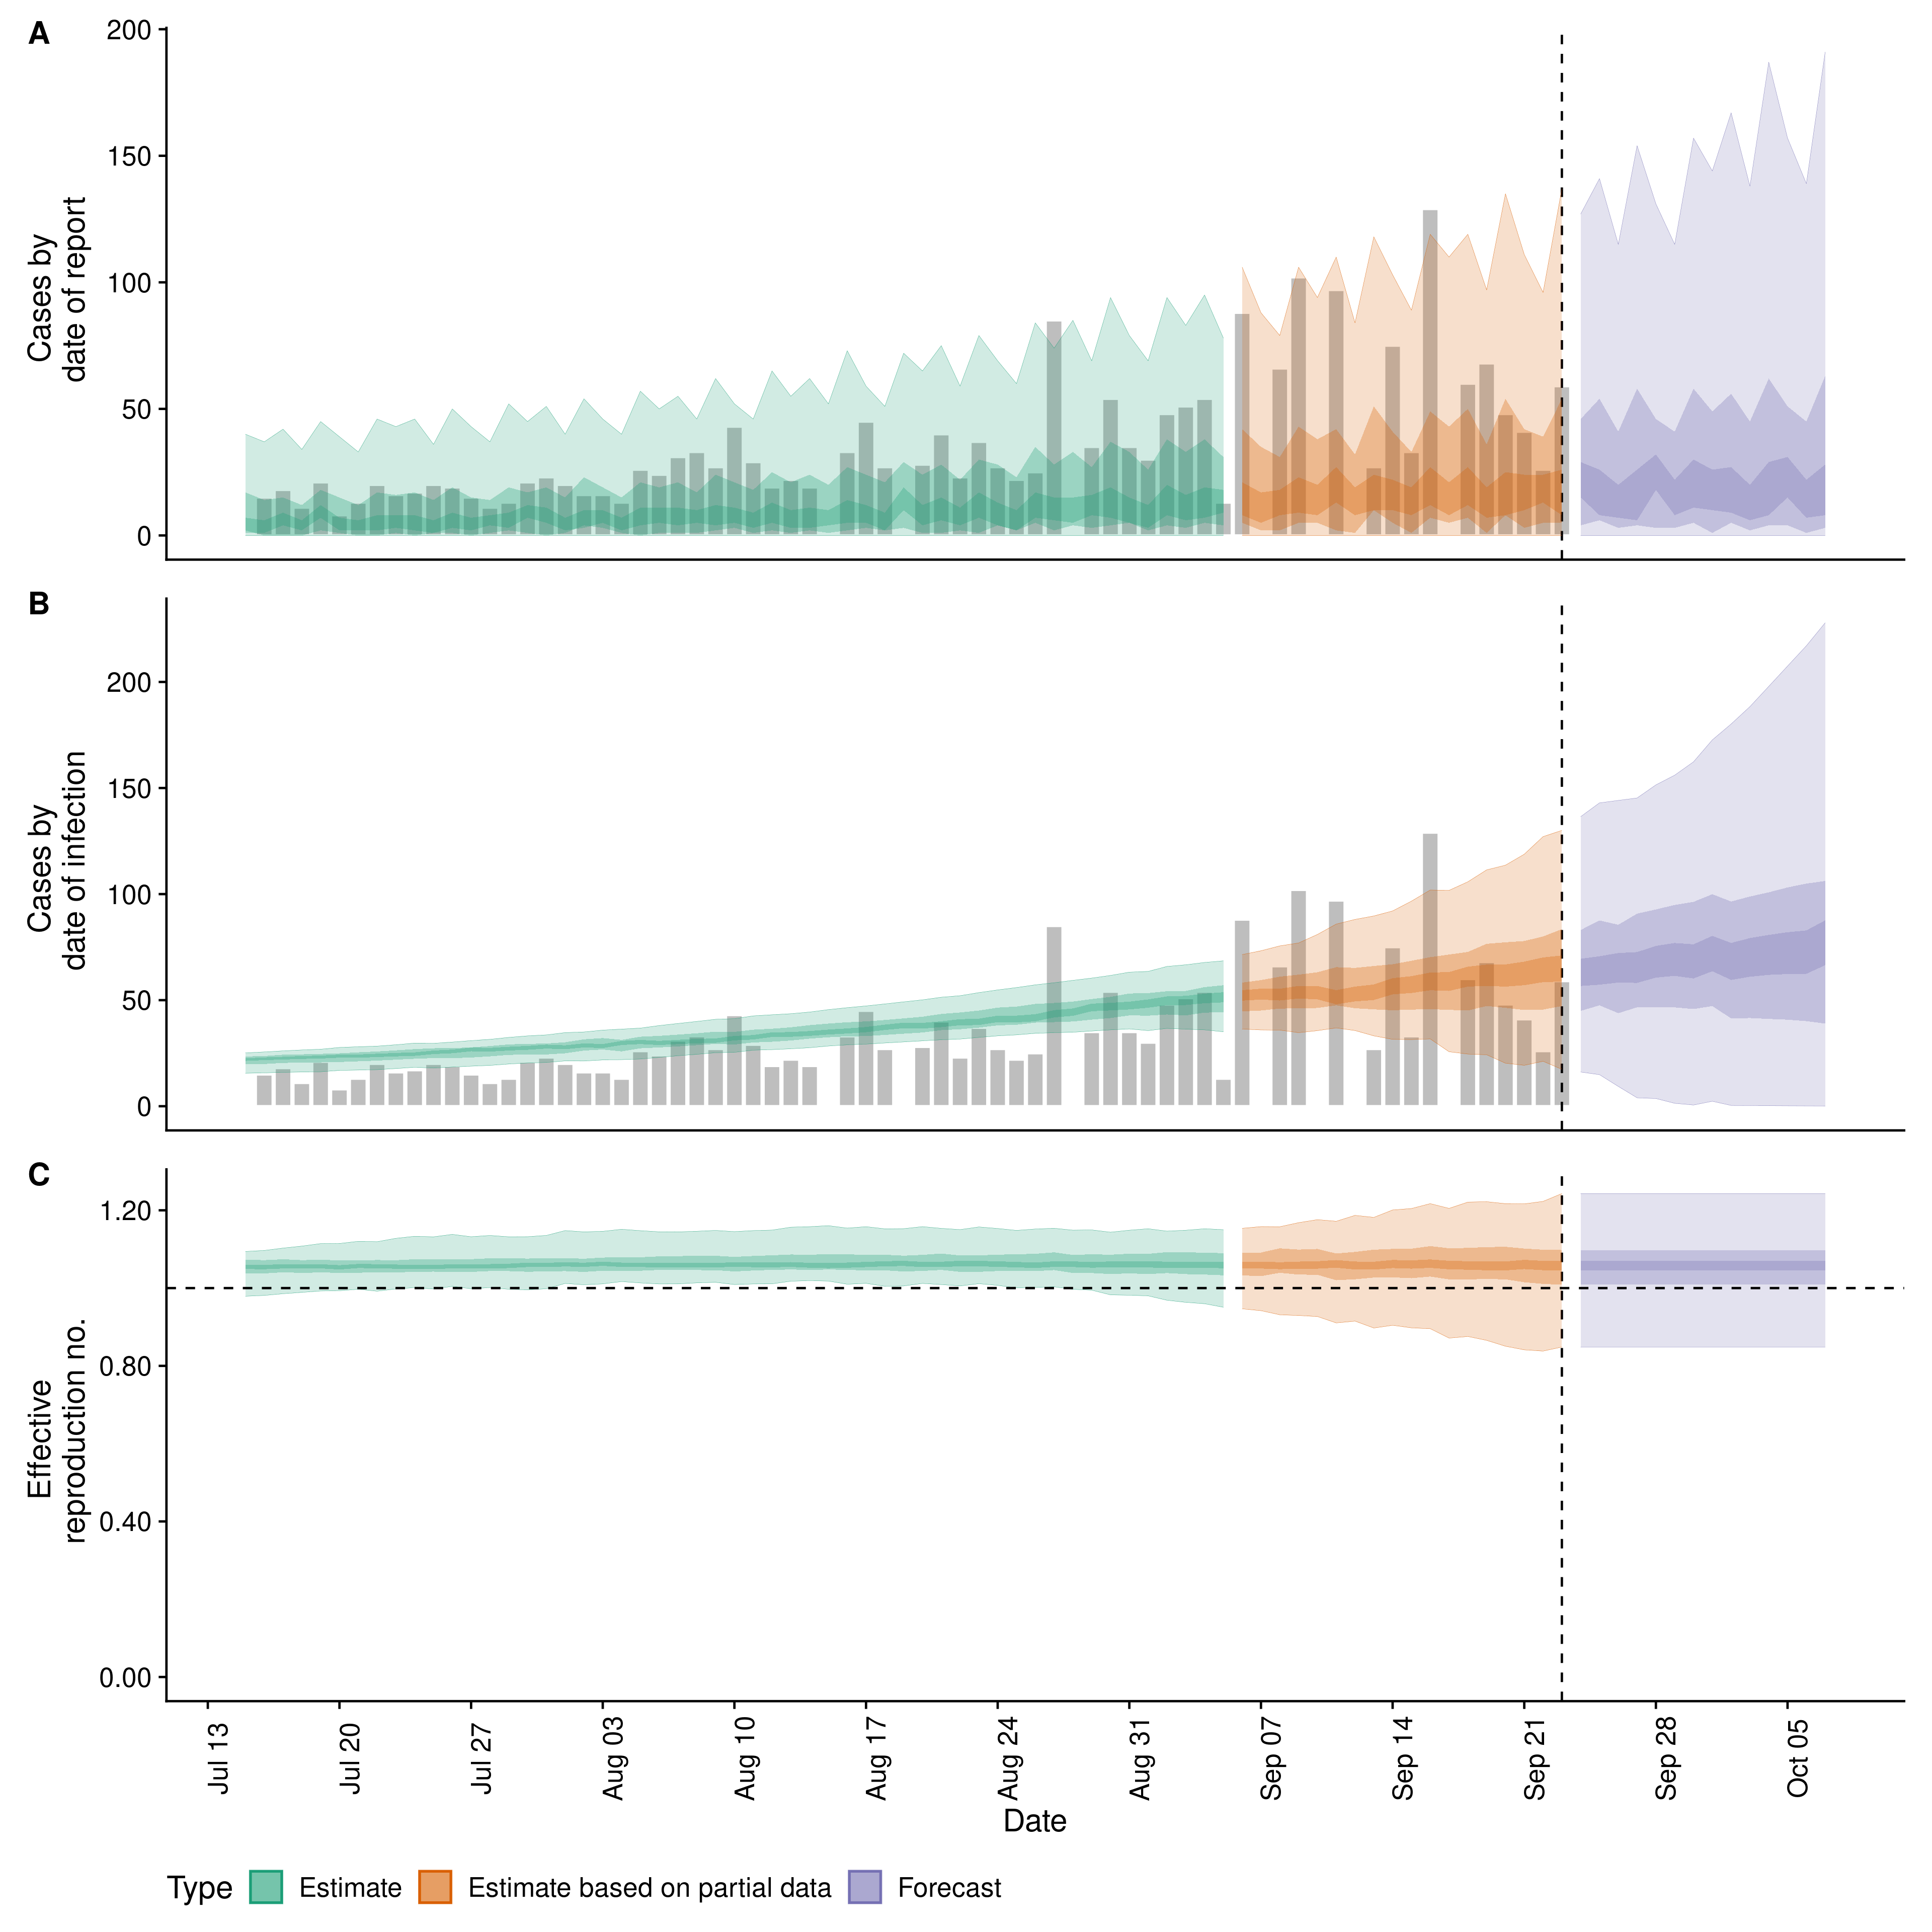 A
200
150
100
50
0
Cases by
date of report
B
200
150
100
50
0
Cases by
date of infection
C
1.20
0.80
0.40
0.00
Effective
reproduction no.
Jul 13
Jul 20
Jul 27
Aug 03
Aug 10
Aug 17
Aug 24
Aug 31
Sep 07
Sep 14
Sep 21
Sep 28
Oct 05
Date
Type Estimate Estimate based on partial data Forecast